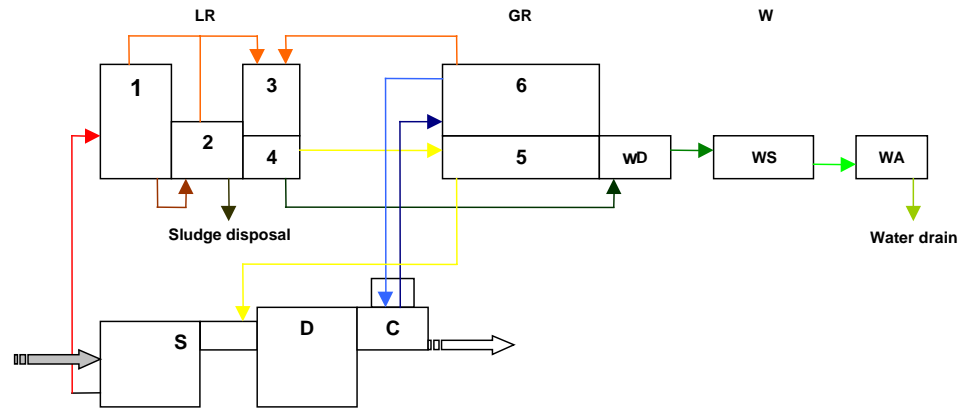 LR
GR
W
1
2
3
4
6
5
WD
WS
WA
Sludge disposal
Water drain
S
D
C